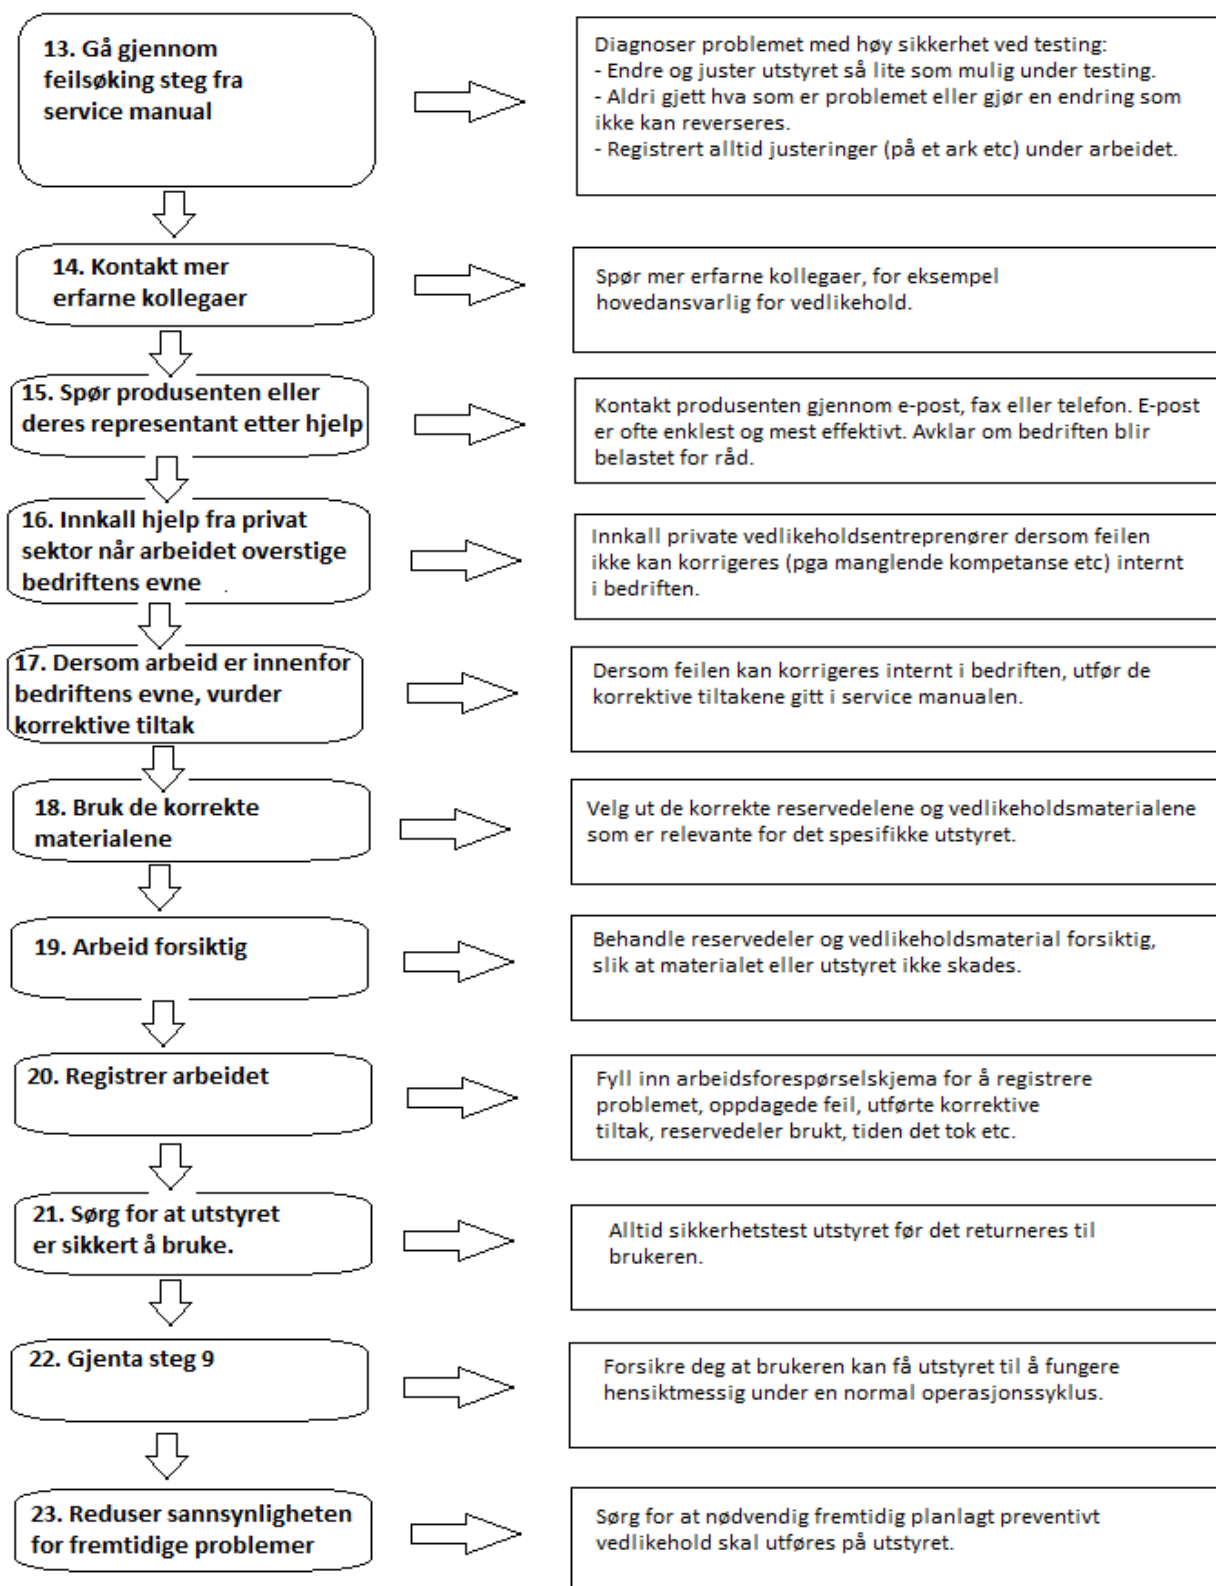 13. Gå gjennom
feilsøking steg fra
service manual
Diagnoser problemet med høy sikkerhet ved testing:
- Endre og juster utstyret så lite som mulig under testing.
- Aldri gjett hva som er problemet eller gjør en endring som
ikke kan reverseres.
- Registrert alltid justeringer (på et ark etc) under arbeidet.
14. Kontakt mer
erfarne kollegaer
Spør mer erfarne kollegaer, for eksempel
hovedansvarlig for vedlikehold.
15. Spør produsenten eller
deres representant etter hjelp
Kontakt produsenten gjennom e-post, fax eller telefon. E-post
er ofte enklest og mest effektivt. Avklar om bedriften blir
belastet for råd.
16. Innkall hjelp fra privat
sektor når arbeidet overstige
bedriftens evne .
Innkall private vedlikeholdsentreprenører dersom feilen
ikke kan korrigeres (pga manglende kompetanse etc) internt
i bedriften.
17. Dersom arbeid er innenfor
bedriftens evne, vurder
korrektive tiltak
Dersom feilen kan korrigeres internt i bedriften, utfør de
korrektive tiltakene gitt i service manualen.
18. Bruk de korrekte
materialene
Velg ut de korrekte reservedelene og vedlikeholdsmaterialene
som er relevante for det spesifikke utstyret.
19. Arbeid forsiktig
Behandle reservedeler og vedlikeholdsmaterial forsiktig,
slik at materialet eller utstyret ikke skades.
20. Registrer arbeidet
Fyll inn arbeidsforespørselskjema for å registrere
problemet, oppdagede feil, utførte korrektive
tiltak, reservedeler brukt, tiden det tok etc.
21. Sørg for at utstyret
er sikkert å bruke.
Alltid sikkerhetstest utstyret før det returneres til
brukeren.
22. Gjenta steg 9
Forsikre deg at brukeren kan få utstyret til å fungere
hensiktmessig under en normal operasjonssyklus.
23. Reduser sannsynligheten
for fremtidige problemer
Sørg for at nødvendig fremtidig planlagt preventivt
vedlikehold skal utføres på utstyret.